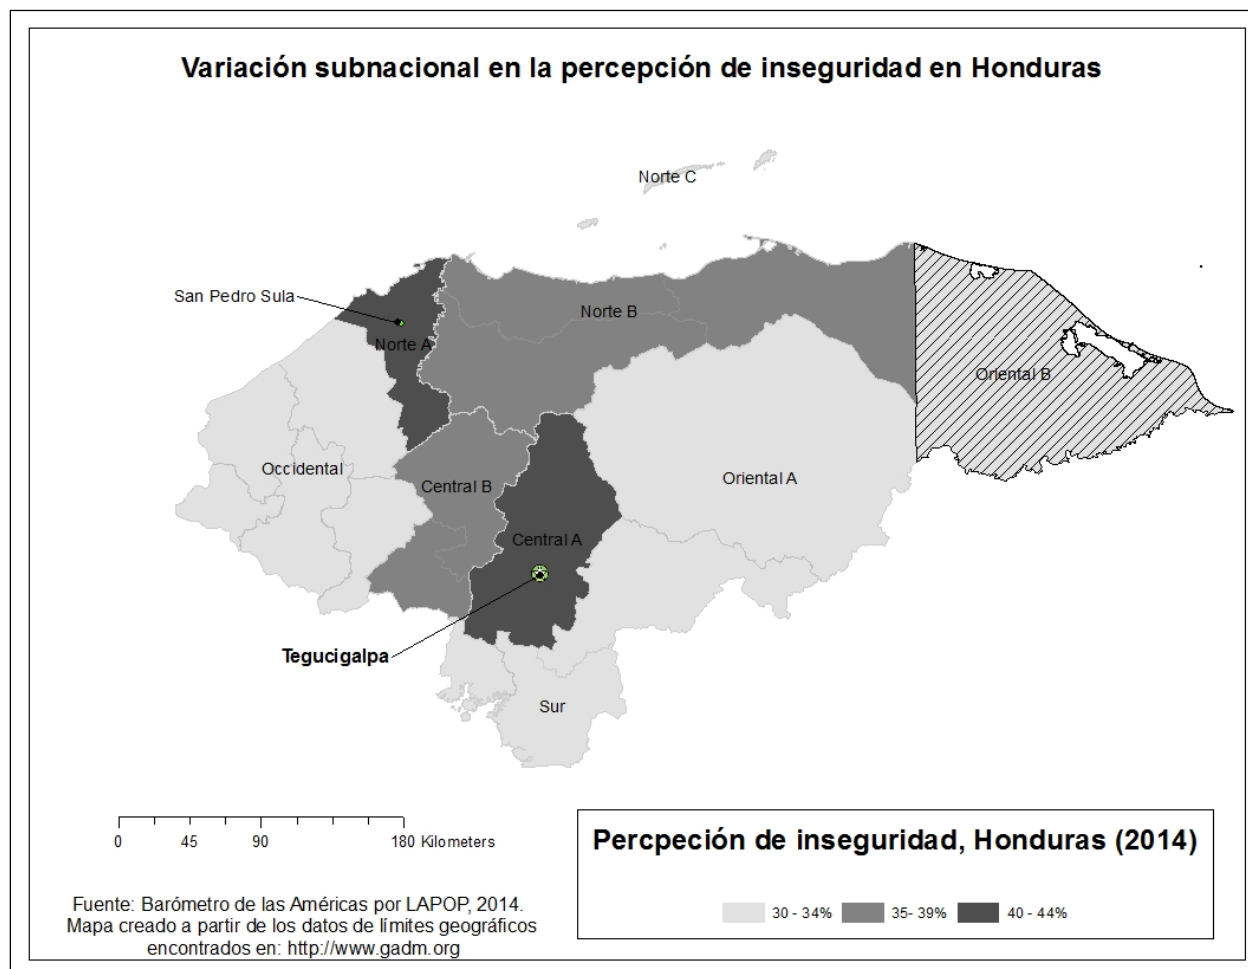 Variación subnacional en la percepción de inseguridad en Honduras
Norte C
San Pedro Sula
Norte B
Norte A
Oriental B
Occidental
Central B
Oriental A
Central A
Tegucigalpa
Sur
0 45 90 180 Kilometers
Percpeción de inseguridad, Honduras (2014)
30 - 34% 35- 39% 40 - 44%
Fuente: Barómetro de las Américas por LAPOP, 2014.
Mapa creado a partir de los datos de límites geográficos
encontrados en: http://www.gadm.org